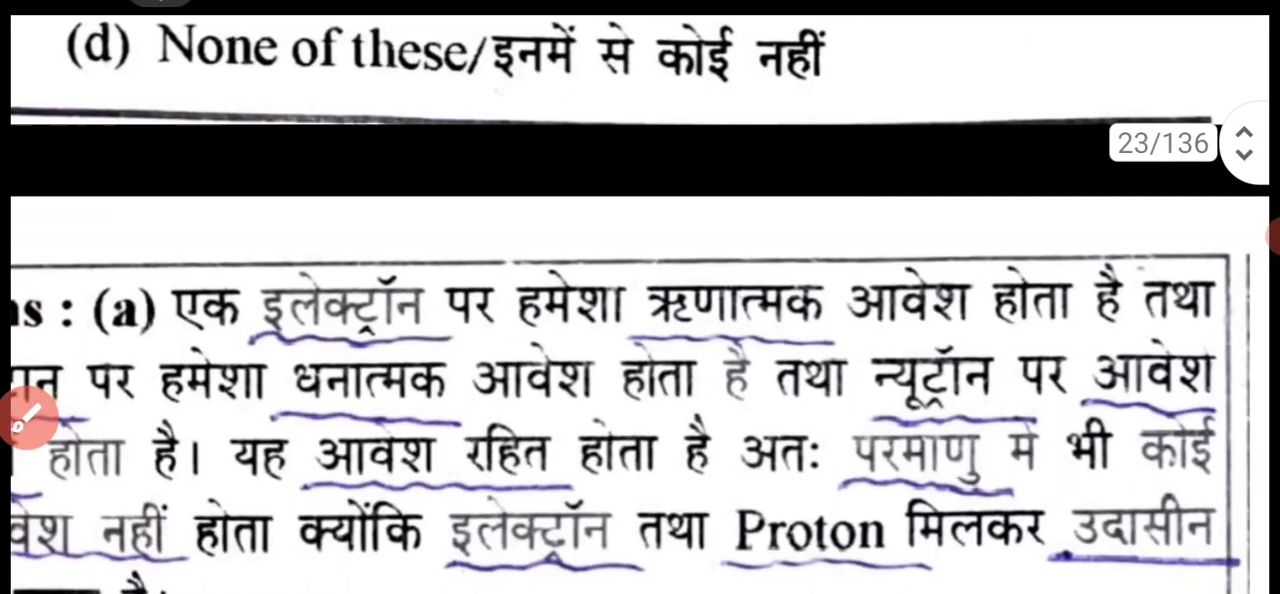 (d) None of these/इनमें से कोई नहीं
23/136
: (a) एक इलेक्ट्रॉन पर हमेशा ऋणात्मक आवेश होता है तथा
पर हमेशा धनात्मक आवेश होता है तथा न्यूट्रॉन पर आवेश
होता है। यह आवेश रहित होता है अतः परमाणु में भी कोई
नहीं होता क्योंकि इलेक्ट्रॉन तथा Proton मिलकर उदासीन